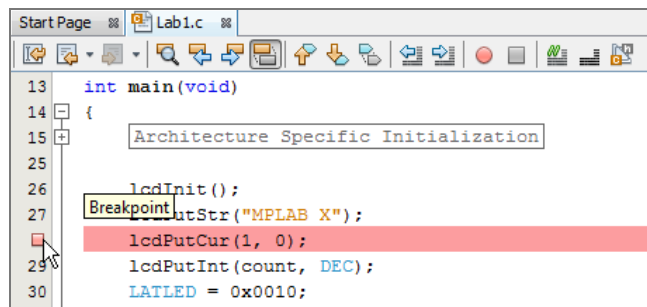 Start Page Lab1.c
13 int main(void)
14 {
15 Architecture Specific Initialization
25
26 lcdInit();
27 Breakpoint utStr("MPLAB X");
lcdPutCur(1, 0);
29 lcdPutInt(count, DEC);
30 LATLED = 0x0010;